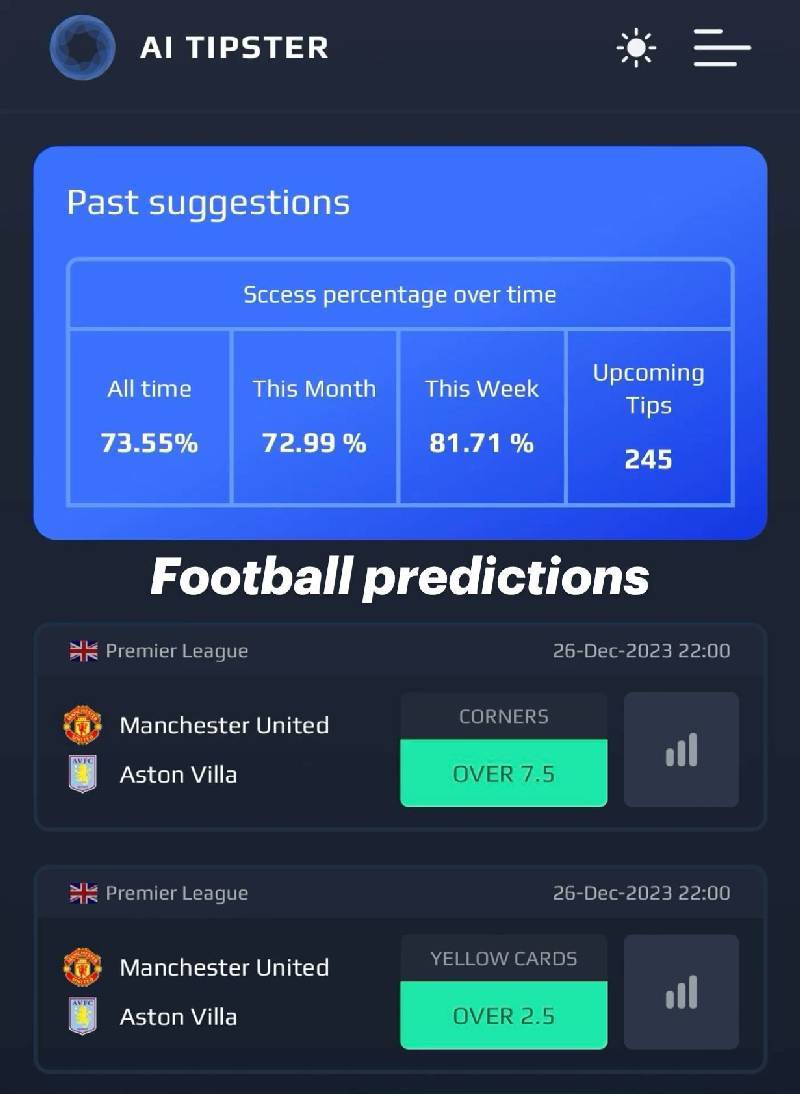 AI TIPSTER
Past suggestions
Sccess percentage over time
All time
73.55%
This Month
72.99 %
This Week
81.71 %
Upcoming
Tips
245
Football predictions
Premier League
26-Dec-2023 22:00
Manchester United
Aston Villa
CORNERS
OVER 7.5
Premier League
26-Dec-2023 22:00
Manchester United
Aston Villa
YELLOW CARDS
OVER 2.5